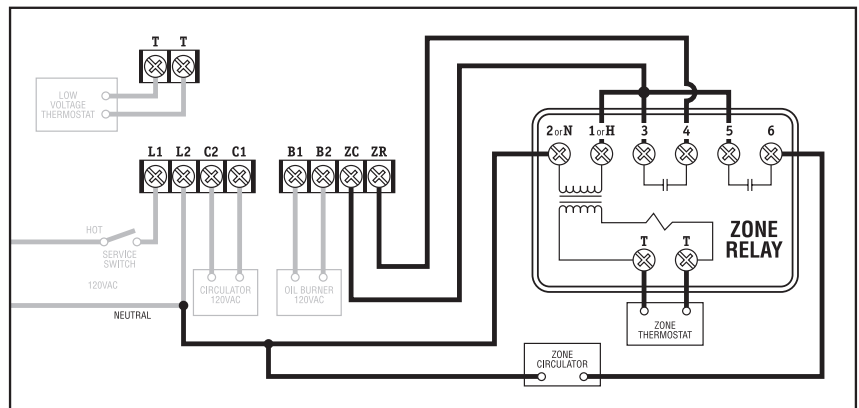 T T
LOW
VOLTAGE
THERMOSTAT
L1 L2 C2 C1
B1 B2 ZC ZR
HOT
SERVICE
SWITCH
120VAC
NEUTRAL
CIRCULATOR
120VAC
OIL BURNER
120VAC
2 or N 1 or H 3 4 5 6
ZONE
RELAY
T T
ZONE
THERMOSTAT
ZONE
CIRCULATOR